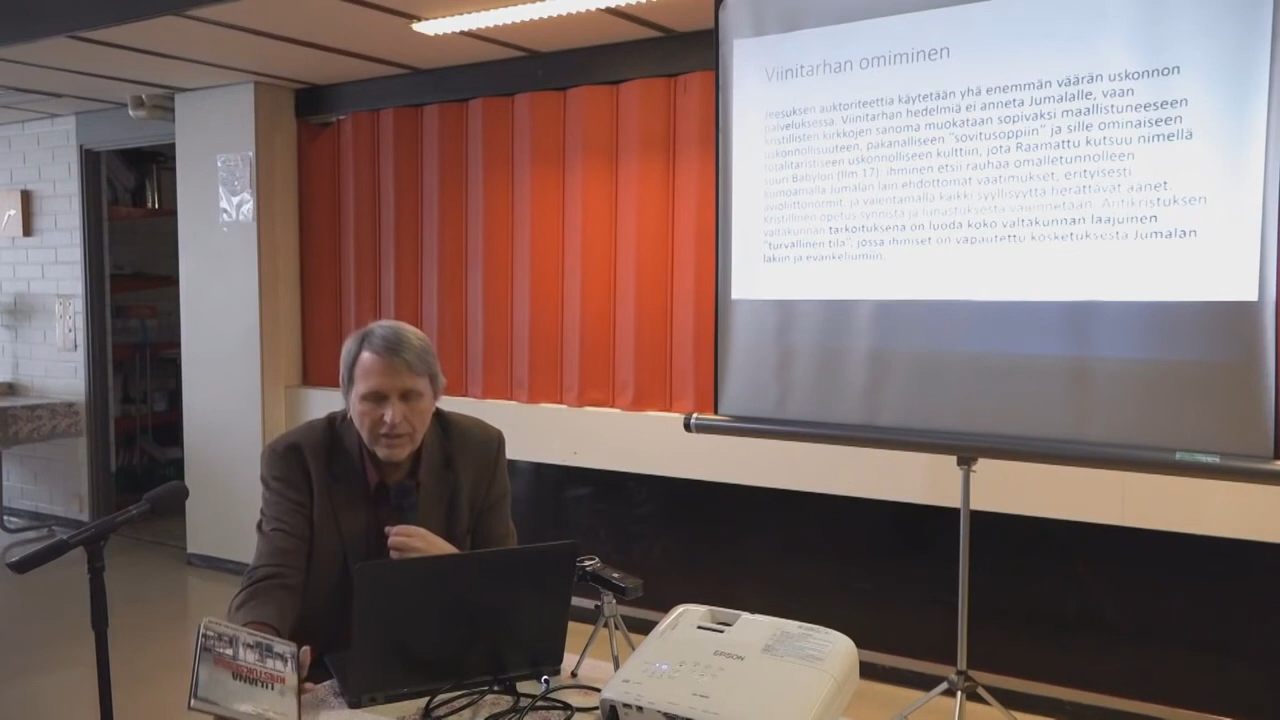 Viinitarhan omiminen
Jeesuksen auktoriteettia käytetään yhä enemmän väärän uskonnon
palveluksessa. Viinitarhan hedelmiä ei anneta Jumalalle, vaan
kristillisten kirkkojen sanoma muokataan sopivaksi maallistuneeseen
uskonnollisuuteen, pakanalliseen "sovitusoppiin" ja sille ominaiseen
totalitaristiseen uskonnolliseen kulttiin, jota Raamattu kutsuu nimellä
suuri Babylon (Ilm 17) ihminen etsii rauhaa omalletunnolleen
kumoamalla Jumalan lain ehdottomat vaatimukset, erityisesti
avioliittonormit, ja vaientamalla kaikki syyllisyyttä herättävät äänet.
Kristillinen opetus synnistä ja lunastuksesta vaiennetaan. Antikristuksen
valtakunnan tarkoituksena on luoda koko valtakunnan laajuinen
"turvallinen tila", jossa ihmiset on vapautettu kosketuksesta Jumalan
lakiin ja evankeliumiin.
EPSON